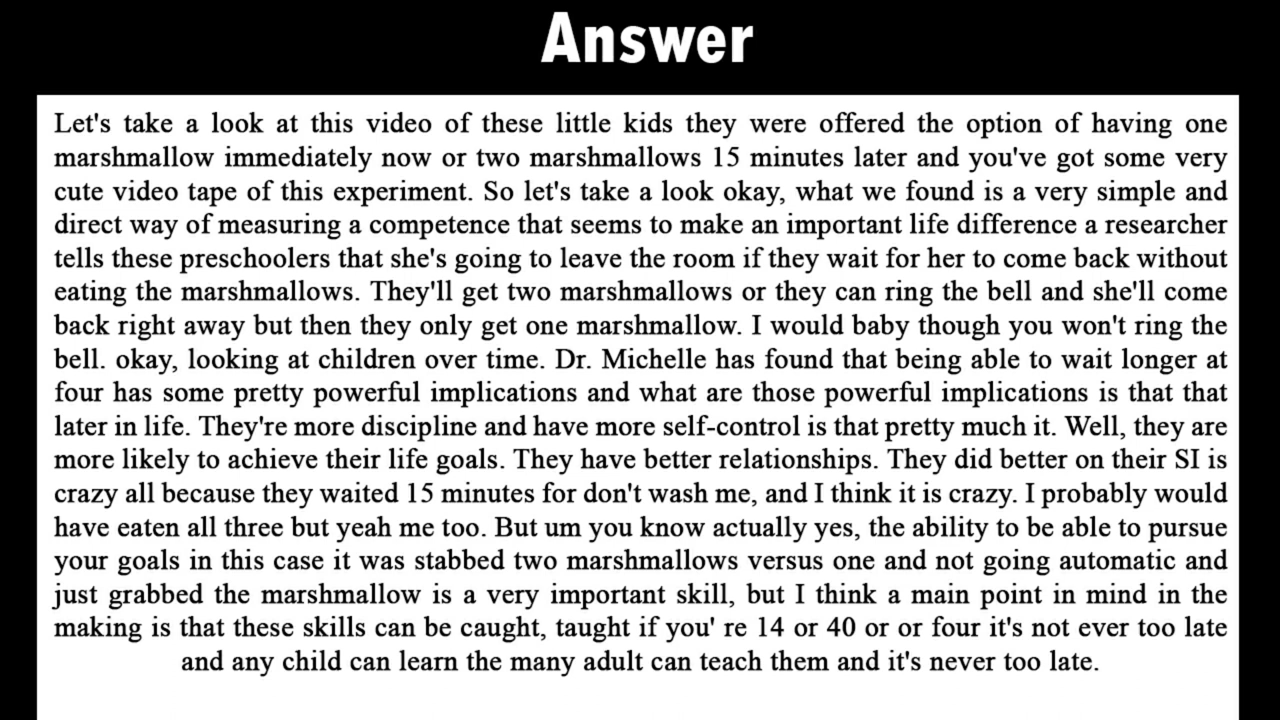 Answer
Let's take a look at this video of these little kids they were offered the option of having one
marshmallow immediately now or two marshmallows 15 minutes later and you've got some very
cute video tape of this experiment. So let's take a look okay, what we found is a very simple and
direct way of measuring a competence that seems to make an important life difference a researcher
tells these preschoolers that she's going to leave the room if they wait for her to come back without
eating the marshmallows. They'll get two marshmallows or they can ring the bell and she'll come
back right away but then they only get one marshmallow. I would baby though you won't ring the
bell. okay, looking at children over time. Dr. Michelle has found that being able to wait longer at
four has some pretty powerful implications and what are those powerful implications is that that
later in life. They're more discipline and have more self-control is that pretty much it. Well, they are
more likely to achieve their life goals. They have better relationships. They did better on their SI is
crazy all because they waited 15 minutes for don't wash me, and I think it is crazy. I probably would
have eaten all three but yeah me too. But um you know actually yes, the ability to be able to pursue
your goals in this case it was stabbed two marshmallows versus one and not going automatic and
just grabbed the marshmallow is a very important skill, but I think a main point in mind in the
making is that these skills can be caught, taught if you' re 14 or 40 or or four it's not ever too late
and any child can learn the many adult can teach them and it's never too late.